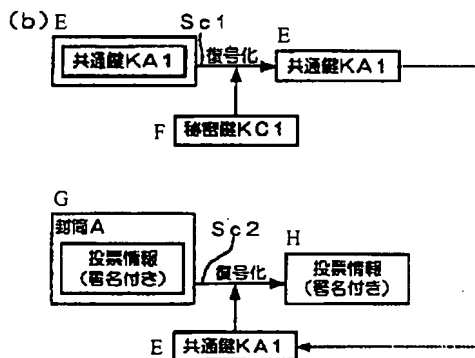 (b) E
共通鍵KA1
Sc1
復号化
E
共通鍵KA1
F
秘密鍵KC1
G
封筒A
投票情報
(署名付き)
Sc2
復号化
H
投票情報
(署名付き)
E
共通鍵KA1